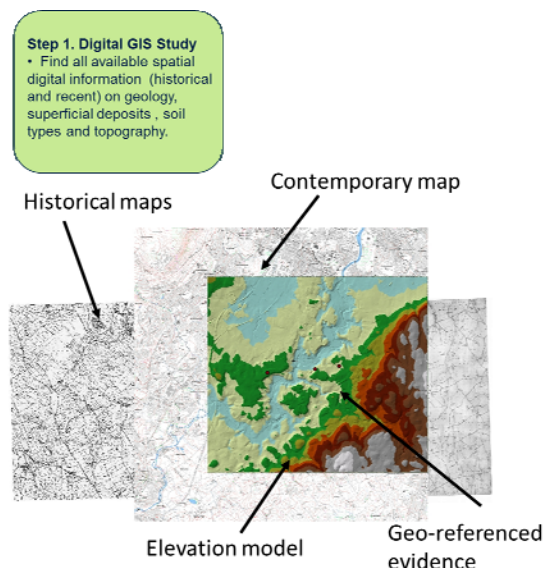 Step 1. Digital GIS Study
• Find all available spatial
digital information (historical
and recent) on geology,
superficial deposits , soil
types and topography.
Contemporary map
Historical maps
Elevation model
Geo-referenced
evidence